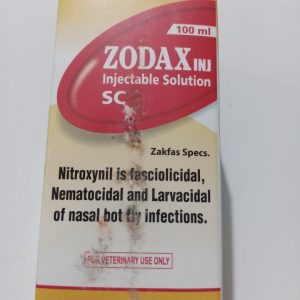 100 ml
ZODAX INJ
Injectable Solution
SC
Zakfas Specs.
Nitroxynil is fasciolicidal,
Nematocidal and Larvacidal
of nasal bot fly infections.
FOR VETERINARY USE ONLY